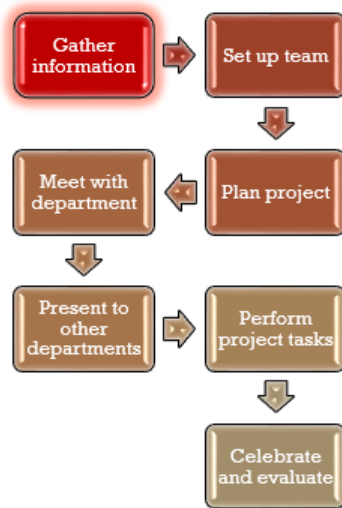 Gather
information
Set up team
Plan project
Meet with
department
Present to
other
departments
Perform
project tasks
Celebrate
and evaluate